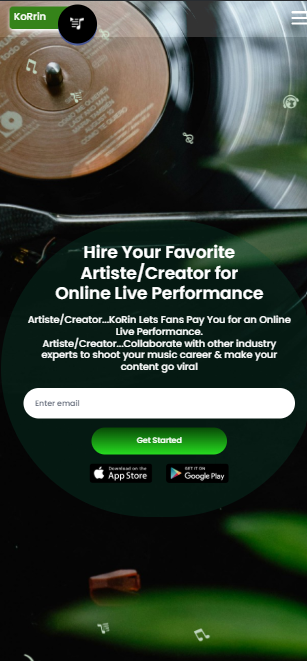 KoRrin
Hire Your Favorite
Artiste/Creator for
Online Live Performance
Artiste/Creator...KoRin Lets Fans Pay You for an Online
Live Performance.
Artiste/Creator...Collaborate with other industry
experts to shoot your music career & make your
content go viral
Enter email
Get Started
Download on the
App Store
GET IT ON
Google Play